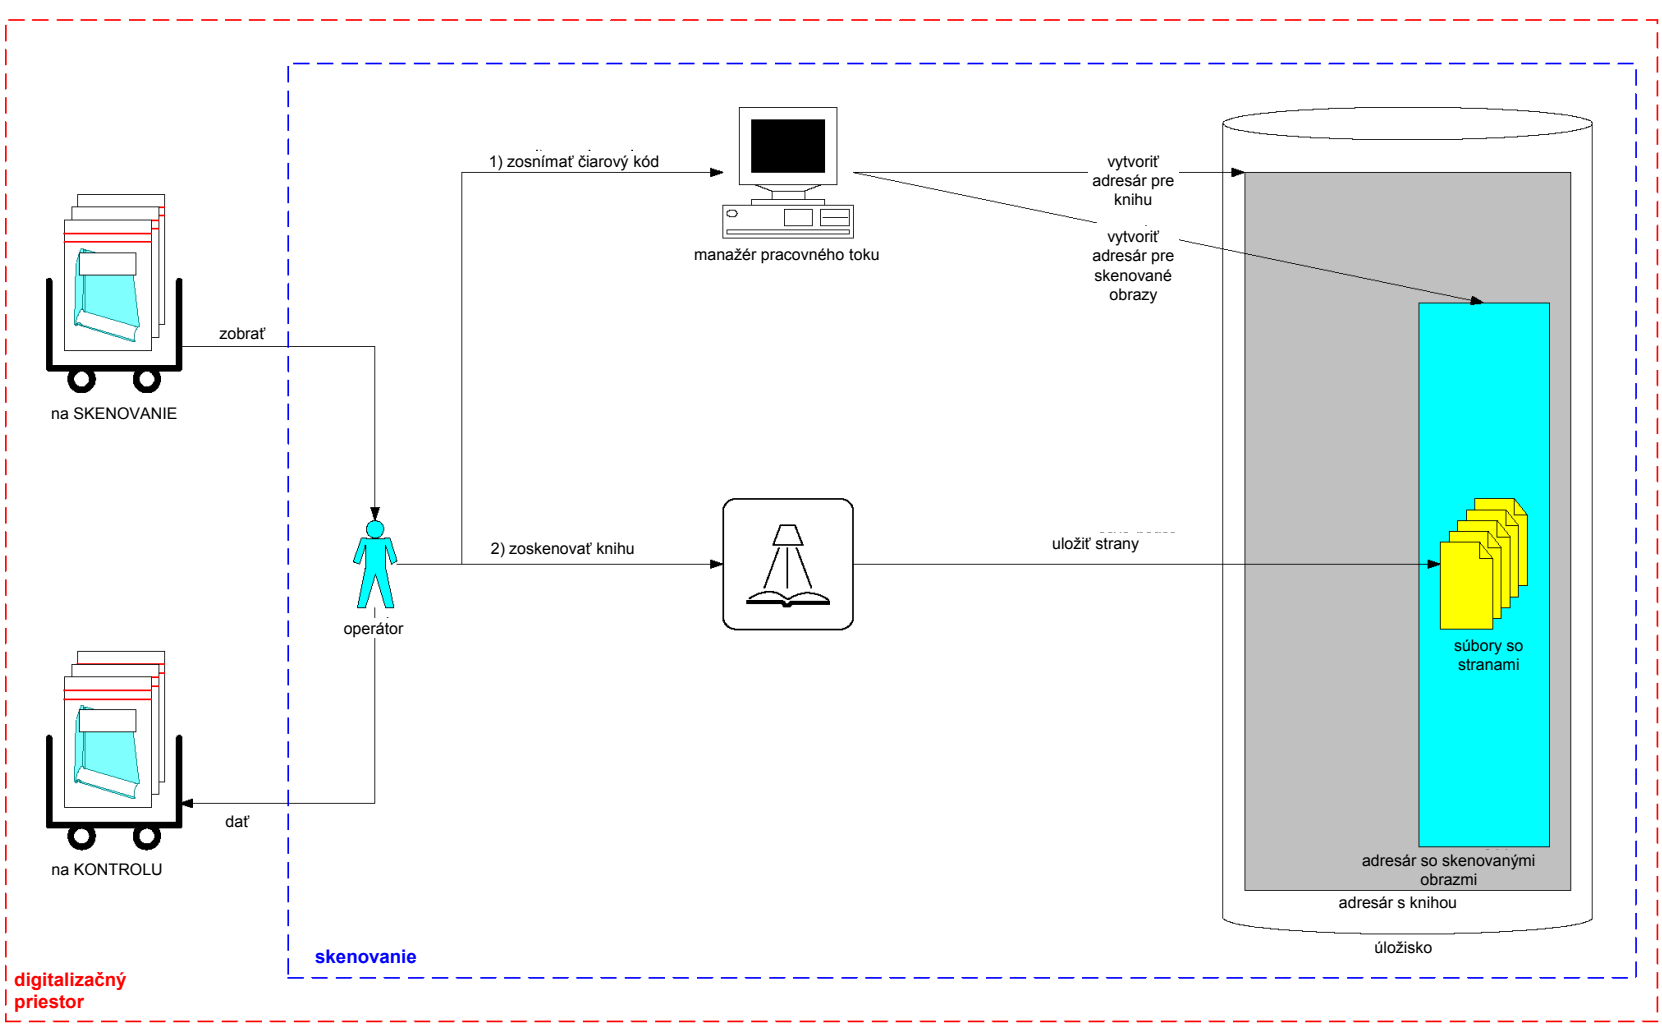 1) zosnímať čiarový kód
vytvoriť
adresár pre
knihu
vytvoriť
adresár pre
skenované
obrazy
manažér pracovného toku
zobrať
na SKENOVANIE
2) zoskenovať knihu
uložiť strany
operátor
súbory so
stranami
dať
na KONTROLU
adresár so skenovanými
obrazmi
adresár s knihou
úložisko
skenovanie
digitalizačný
priestor